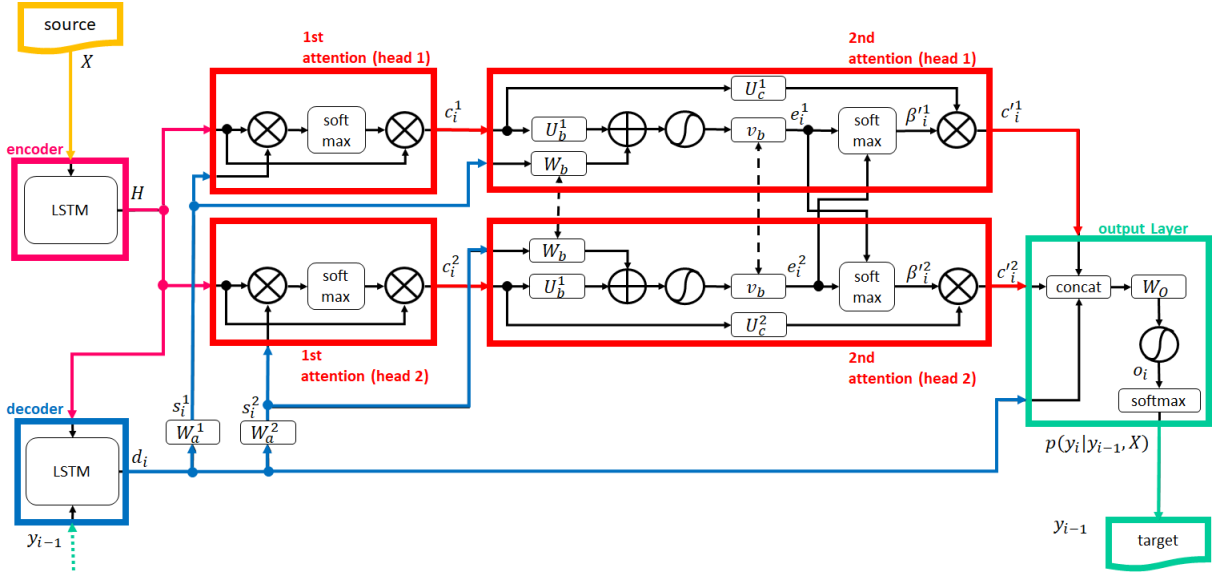 source
X
1st
attention (head 1)
2nd
attention (head 1)
encoder
LSTM
H
soft
max
c_i^1
U_c^1
U_b^1
W_b
v_b
e_i^1
soft
max
β'_i^1
c'_i^1
soft
max
c_i^2
W_b
U_b^1
v_b
e_i^2
U_c^2
soft
max
β'_i^2
c'_i^2
1st
attention (head 2)
2nd
attention (head 2)
output Layer
concat
W_O
o_i
softmax
decoder
LSTM
d_i
s_i^1
W_a^1
s_i^2
W_a^2
y_{i-1}
p(y_i|y_{i-1}, X)
y_{i-1}
target